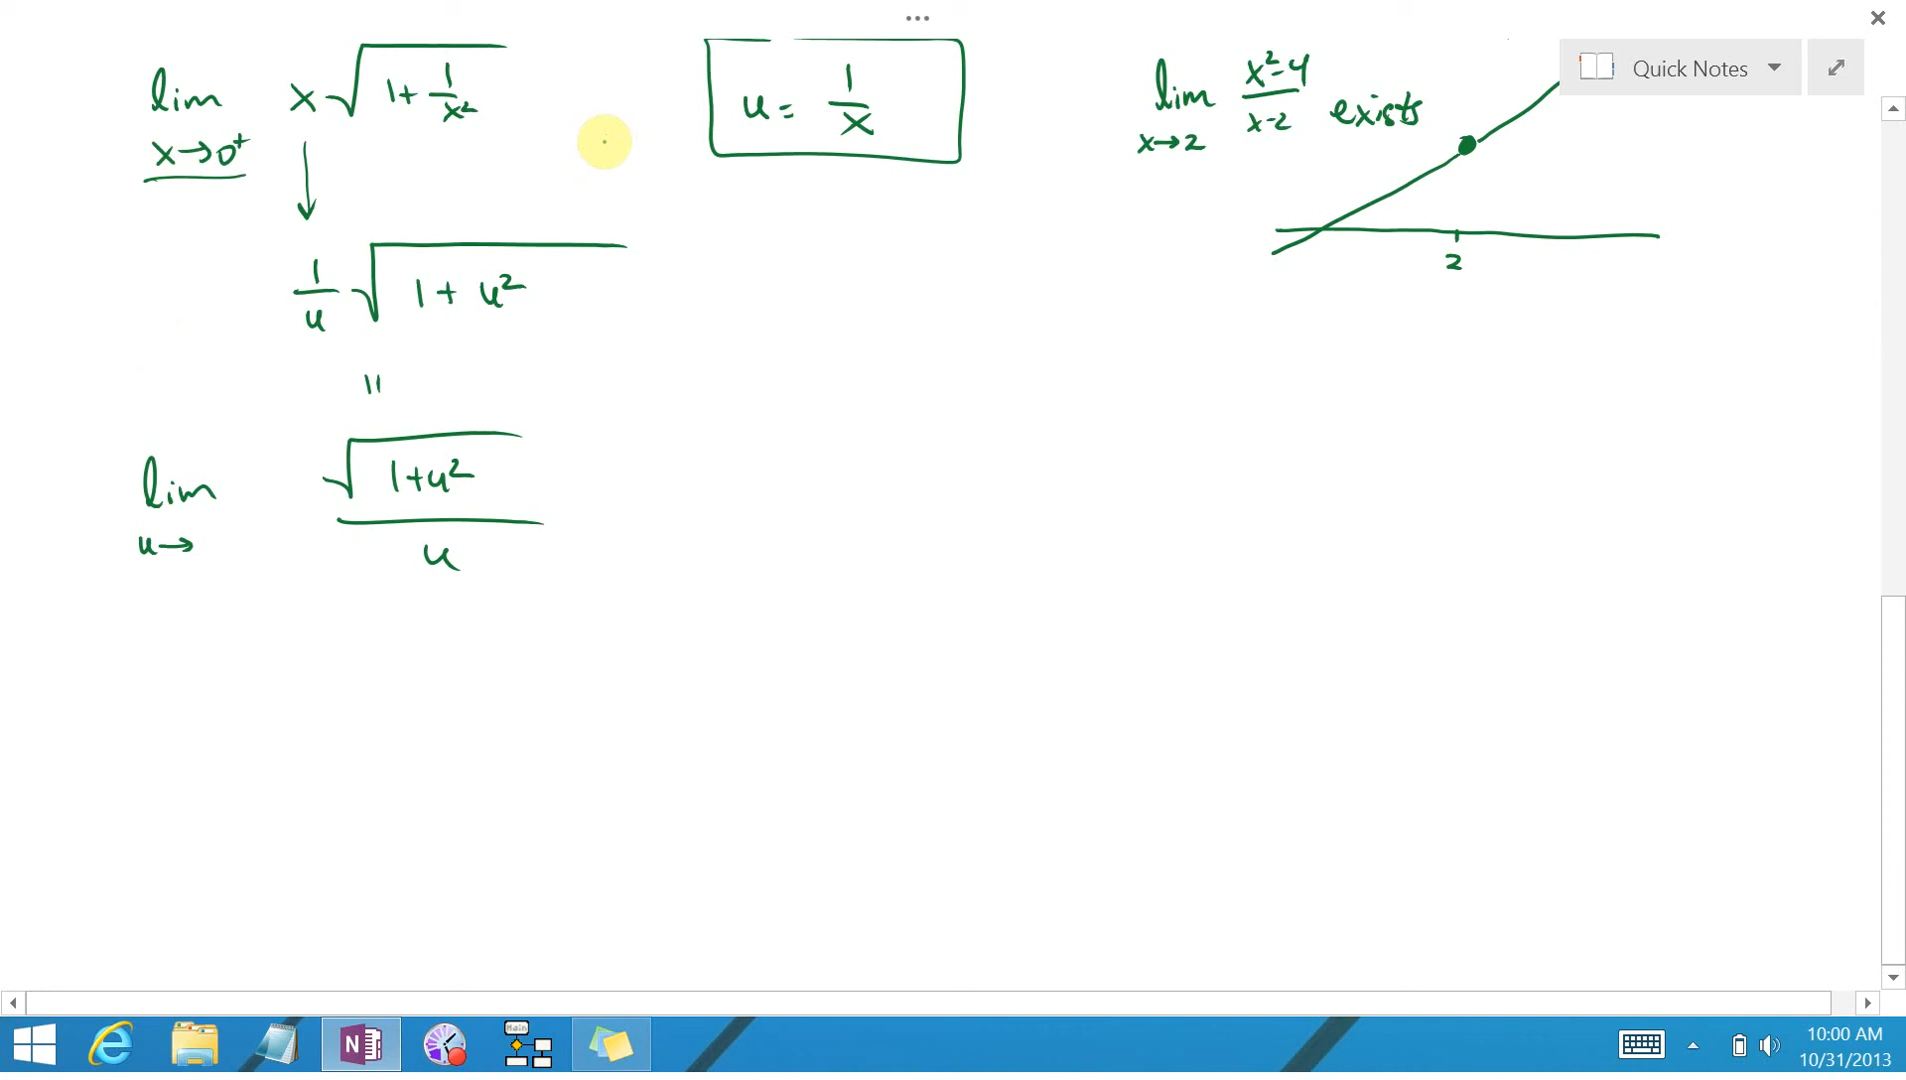 ...
lim x→0⁺ x √(1 + 1/x²)
u = 1/x
lim x→2 (x²-4)/(x-2) exists
2
Quick Notes
1/u √(1 + u²)
=
lim u→ √(1+u²)/u
Main
N
10:00 AM
10/31/2013